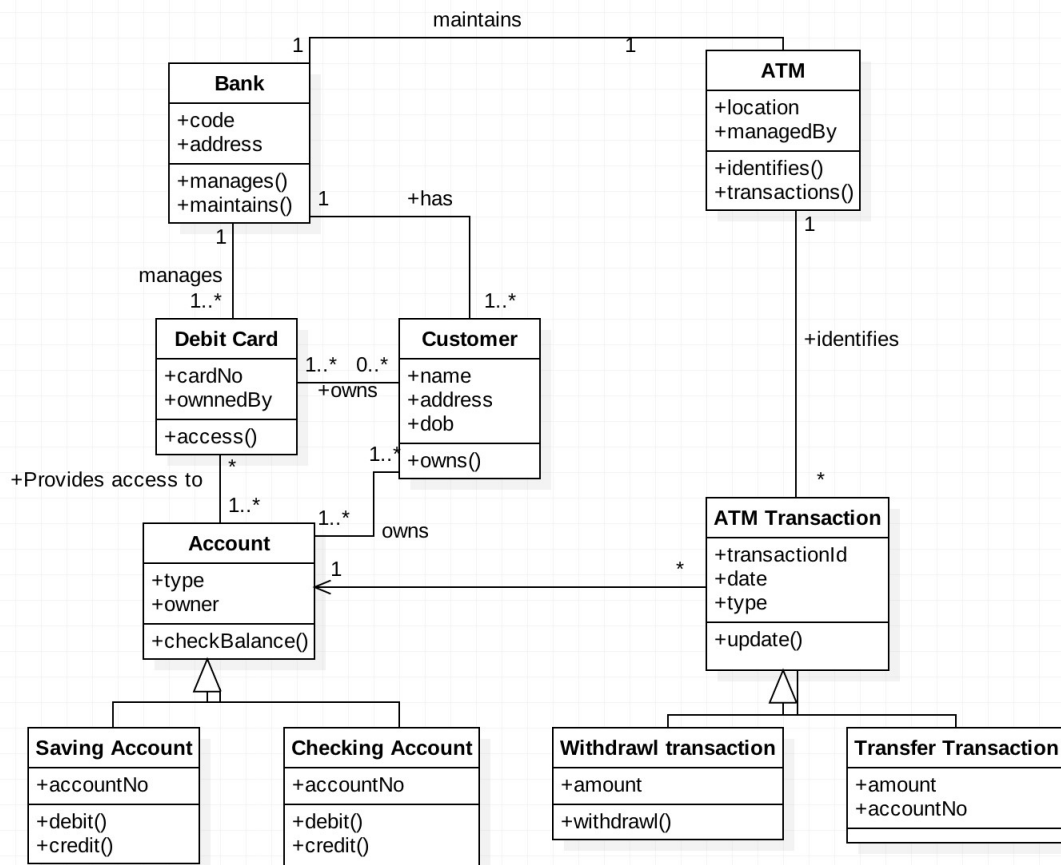 maintains
1
1
Bank
+code
+address
+manages()
+maintains()
ATM
+location
+managedBy
+identifies()
+transactions()
1
+has
1
1
manages
1..*
1..*
+identifies
Debit Card
+cardNo
+ownnedBy
+access()
1..*
0..*
+owns
Customer
+name
+address
+dob
+owns()
1..*
*
+Provides access to
1..*
1..*
owns
*
Account
+type
+owner
+checkBalance()
1
*
ATM Transaction
+transactionId
+date
+type
+update()
Saving Account
+accountNo
+debit()
+credit()
Checking Account
+accountNo
+debit()
+credit()
Withdrawl transaction
+amount
+withdrawl()
Transfer Transaction
+amount
+accountNo